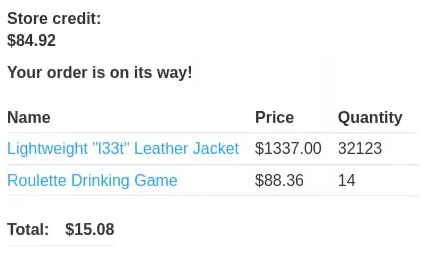 Store credit:
$84.92
Your order is on its way!
Name Price Quantity
Lightweight "l33t" Leather Jacket $1337.00 32123
Roulette Drinking Game $88.36 14
Total: $15.08